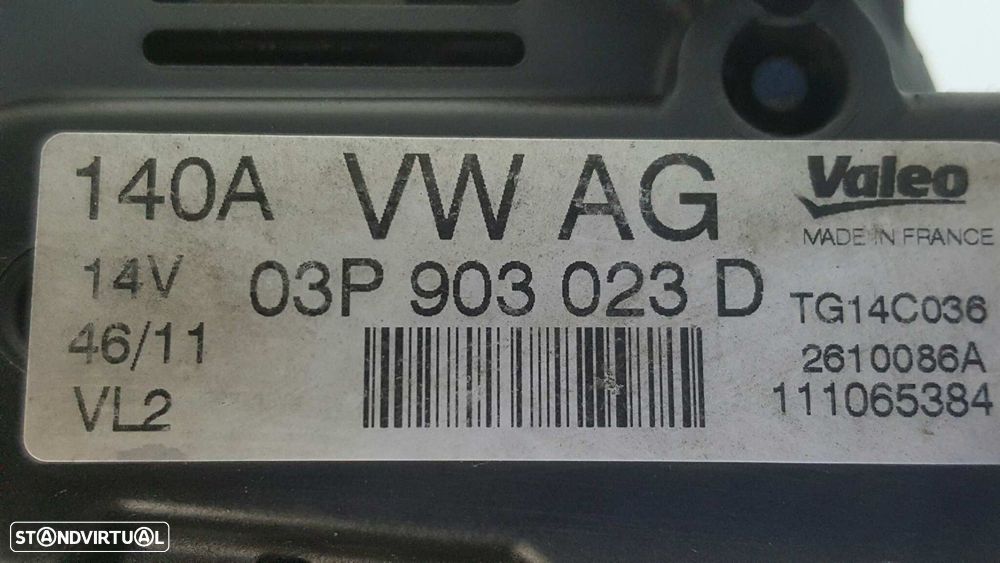 140A VW AG Valeo
MADE IN FRANCE
14V 03P 903 023 D TG14C036
46/11 2610086A
VL2 111065384
STANDVIRTUAL